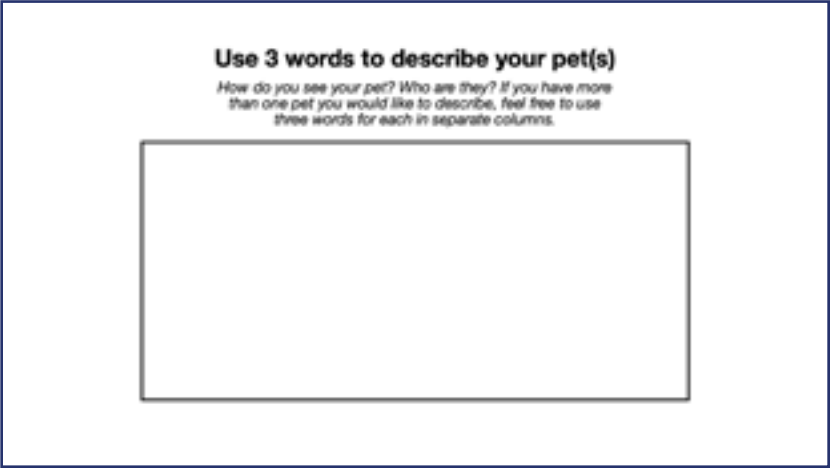 Use 3 words to describe your pet(s)
How do you see your pet? Who are they? If you have more
than one pet you would like to describe, feel free to use
three words for each in separate columns.